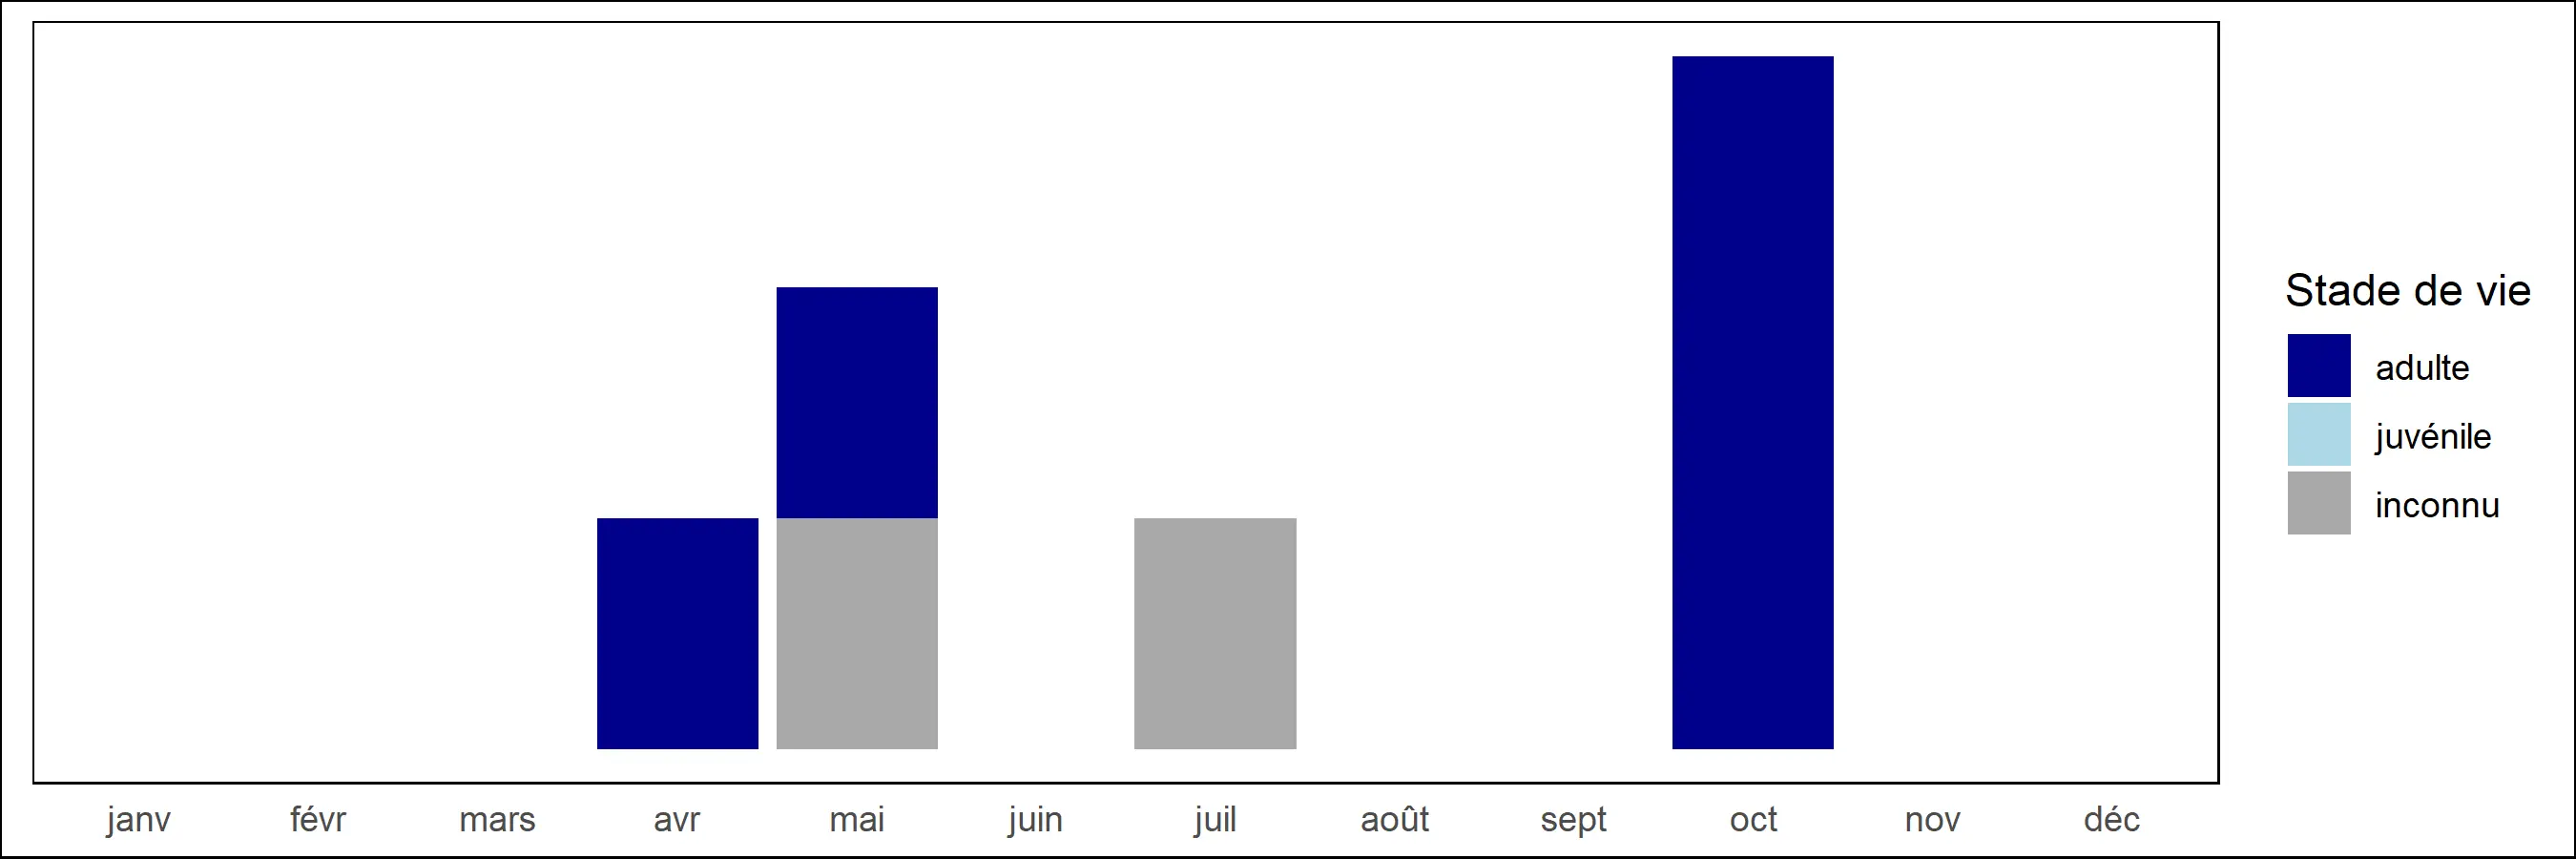 Stade de vie
adulte
juvénile
inconnu
janv févr mars avr mai juin juil août sept oct nov déc